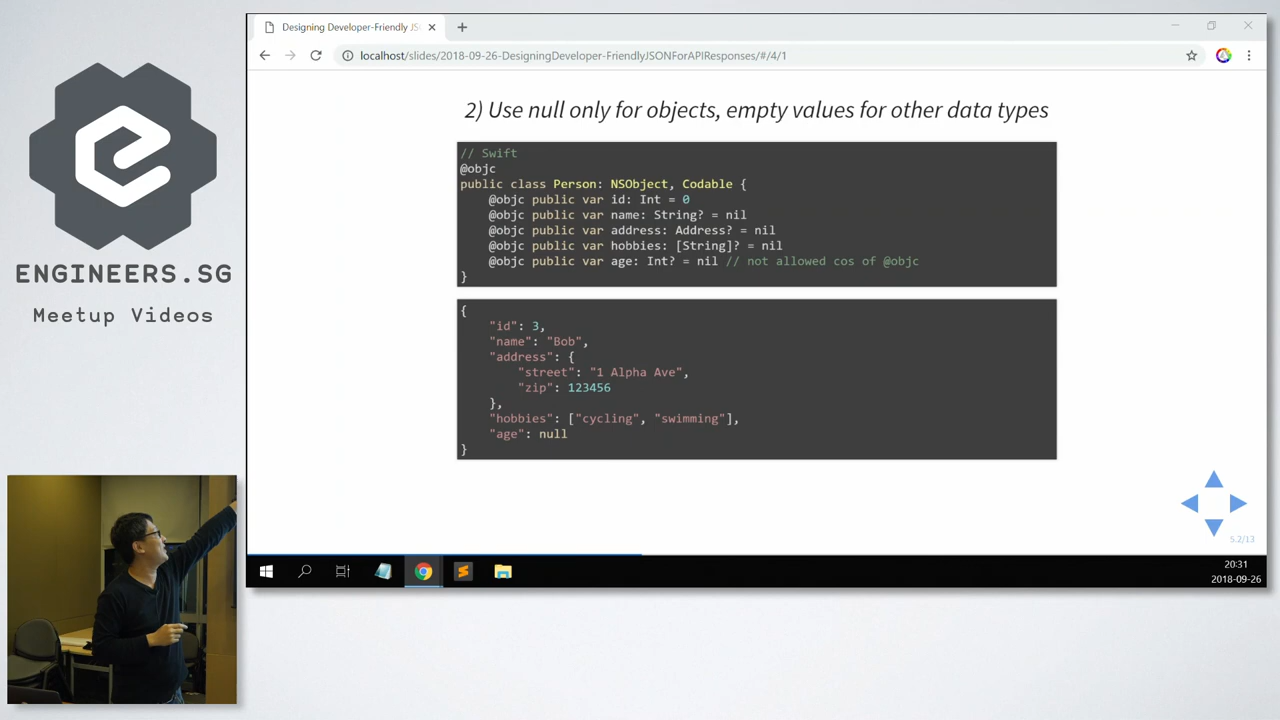 ENGINEERS.SG
Meetup Videos
Designing Developer-Friendly JS
localhost/slides/2018-09-26-DesigningDeveloper-FriendlyJSONForAPIResponses/#/4/1
2) Use null only for objects, empty values for other data types
// Swift
@objc
public class Person: NSObject, Codable {
    @objc public var id: Int = 0
    @objc public var name: String? = nil
    @objc public var address: Address? = nil
    @objc public var hobbies: [String]? = nil
    @objc public var age: Int? = nil // not allowed cos of @objc
}
{
    "id": 3,
    "name": "Bob",
    "address": {
        "street": "1 Alpha Ave",
        "zip": 123456
    },
    "hobbies": ["cycling", "swimming"],
    "age": null
}
5.2/13
20:31
2018-09-26